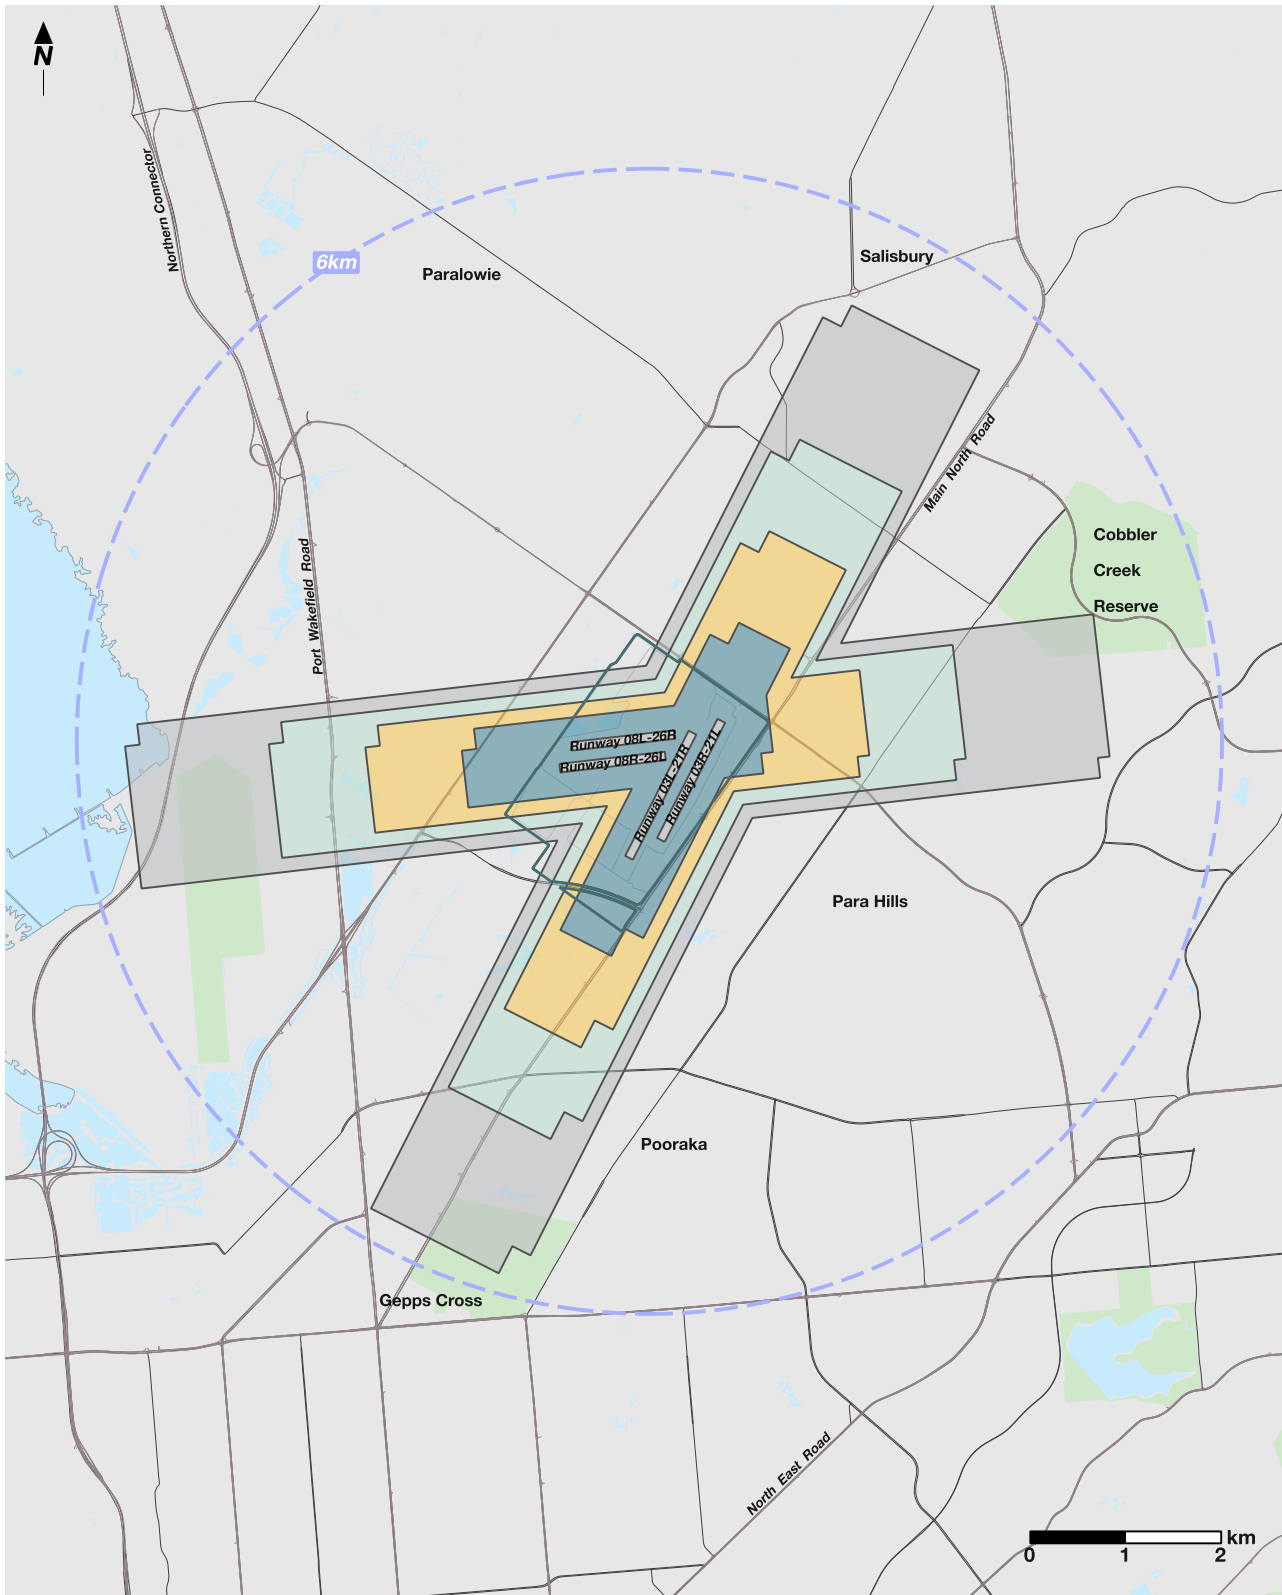 N
Northern Connector
6km
Paralowie
Salisbury
Main North Road
Cobbler
Creek
Reserve
Port Wakefield Road
Runway 08L-26R
Runway 08R-26L
Runway 03L-21R
Runway 03R-21L
Para Hills
Pooraka
Gepps Cross
North East Road
km
0 1 2